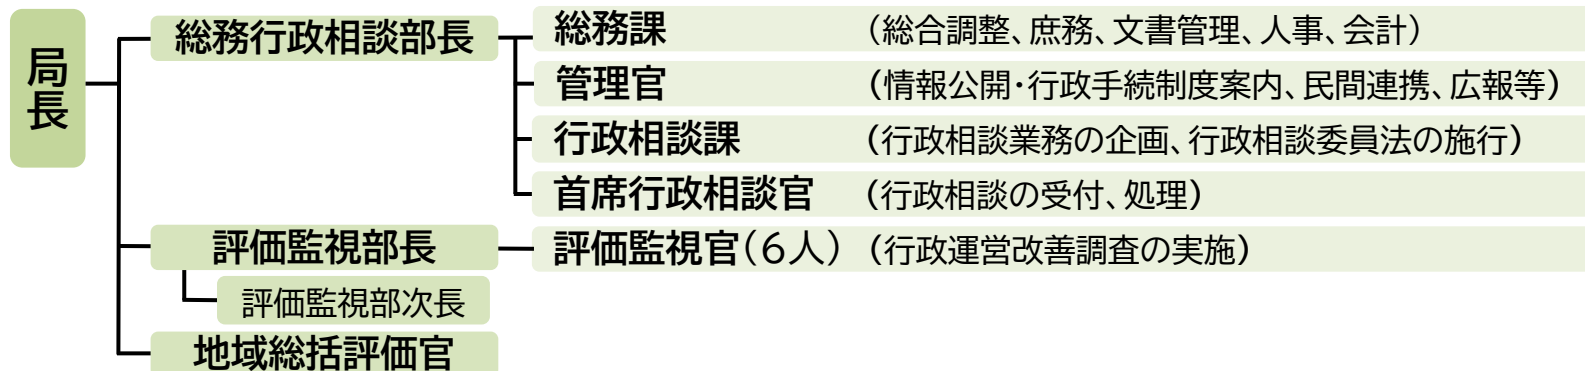 局長
総務行政相談部長
総務課 （総合調整、庶務、文書管理、人事、会計）
管理官 （情報公開・行政手続制度案内、民間連携、広報等）
行政相談課 （行政相談業務の企画、行政相談委員法の施行）
首席行政相談官 （行政相談の受付、処理）
評価監視部長
評価監視官（６人） （行政運営改善調査の実施）
評価監視部次長
地域総括評価官